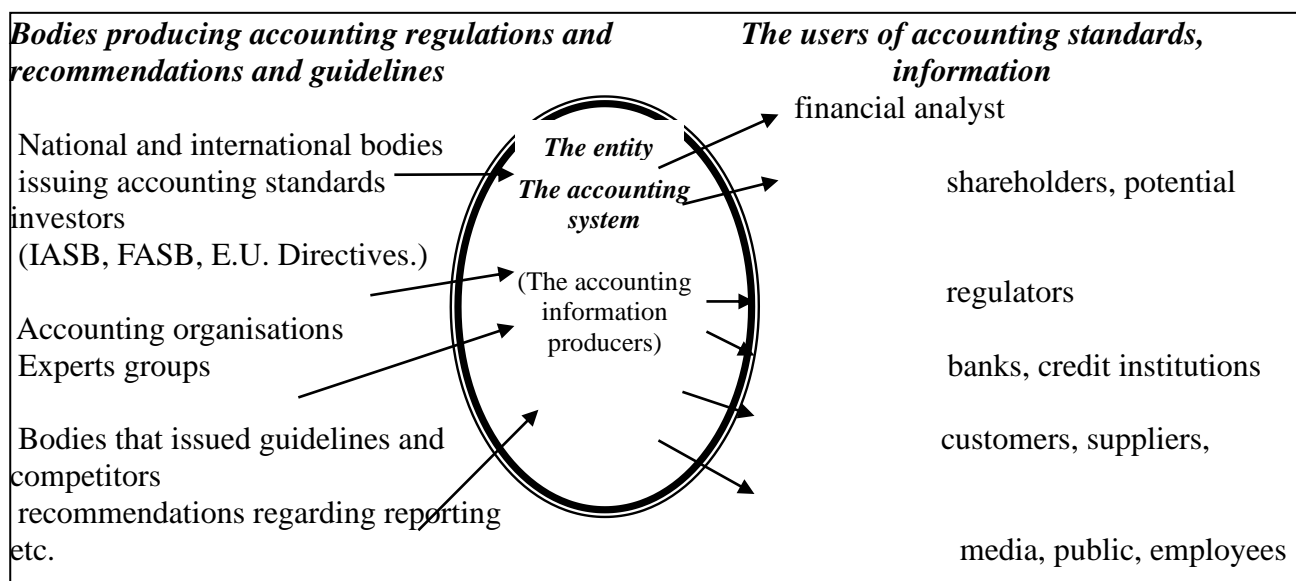 Bodies producing accounting regulations and
recommendations and guidelines
The users of accounting standards,
information
National and international bodies
issuing accounting standards
investors
(IASB, FASB, E.U. Directives.)
Accounting organisations
Experts groups
Bodies that issued guidelines and
competitors
recommendations regarding reporting
etc.
The entity
The accounting
system
(The accounting
information
producers)
financial analyst
shareholders, potential
regulators
banks, credit institutions
customers, suppliers,
media, public, employees